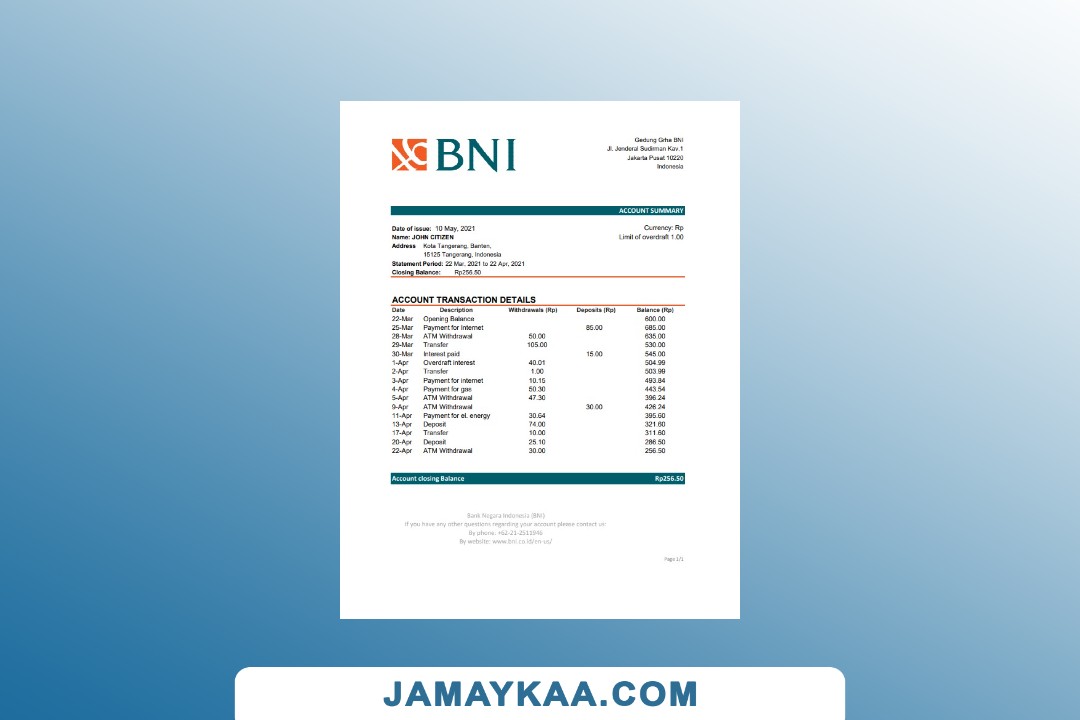 BNI
Gedung Grha BNI
Jl. Jenderal Sudirman Kav.1
Jakarta Pusat 10220
Indonesia
ACCOUNT SUMMARY
Date of issue: 10 May, 2021
Currency: Rp
Name: JOHN CITIZEN
Limit of overdraft 1.00
Address Kota Tangerang, Banten,
15125 Tangerang, Indonesia
Statement Period: 22 Mar, 2021 to 22 Apr, 2021
Closing Balance: Rp256.50
ACCOUNT TRANSACTION DETAILS
Date Description Withdrawals (Rp) Deposits (Rp) Balance (Rp)
22-Mar Opening Balance 600.00
25-Mar Payment for Internet 85.00 685.00
28-Mar ATM Withdrawal 50.00 635.00
29-Mar Transfer 105.00 530.00
30-Mar Interest paid 15.00 545.00
1-Apr Overdraft interest 40.01 504.99
2-Apr Transfer 1.00 503.99
3-Apr Payment for internet 10.15 493.84
4-Apr Payment for gas 50.30 443.54
5-Apr ATM Withdrawal 47.30 396.24
9-Apr ATM Withdrawal 30.00 426.24
11-Apr Payment for el. energy 30.64 395.60
13-Apr Deposit 74.00 321.60
17-Apr Transfer 10.00 311.60
20-Apr Deposit 25.10 286.50
22-Apr ATM Withdrawal 30.00 256.50
Account closing Balance Rp256.50
Bank Negara Indonesia (BNI)
If you have any other questions regarding your account please contact us:
By phone:
By website:
Page 1/1
JAMAYKAA.COM